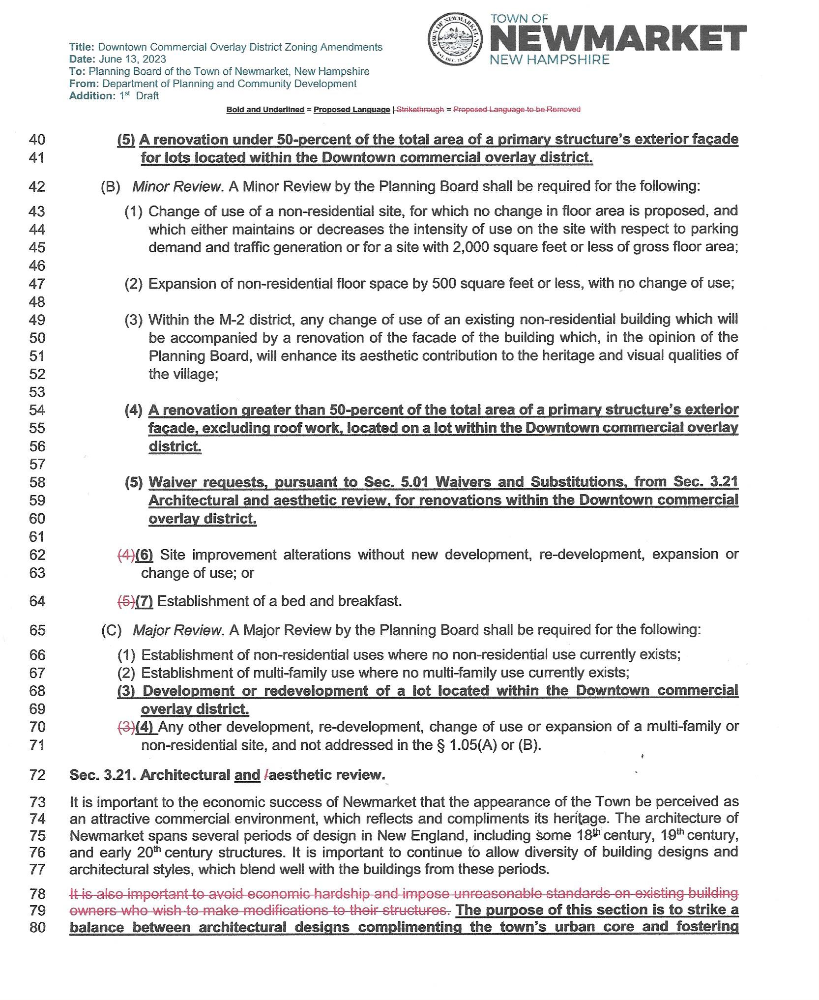 TOWN OF NEWMARKET, NH
EST. DEC. 15, 1727
TOWN OF
NEWMARKET
NEW HAMPSHIRE
Title: Downtown Commercial Overlay District Zoning Amendments
Date: June 13, 2023
To: Planning Board of the Town of Newmarket, New Hampshire
From: Department of Planning and Community Development
Addition: 1st Draft
Bold and Underlined = Proposed Language | Strikethrough = Proposed Language to be Removed
40 (5) A renovation under 50-percent of the total area of a primary structure's exterior façade
41 for lots located within the Downtown commercial overlay district.
42 (B) Minor Review. A Minor Review by the Planning Board shall be required for the following:
43 (1) Change of use of a non-residential site, for which no change in floor area is proposed, and
44 which either maintains or decreases the intensity of use on the site with respect to parking
45 demand and traffic generation or for a site with 2,000 square feet or less of gross floor area;
46
47 (2) Expansion of non-residential floor space by 500 square feet or less, with no change of use;
48
49 (3) Within the M-2 district, any change of use of an existing non-residential building which will
50 be accompanied by a renovation of the facade of the building which, in the opinion of the
51 Planning Board, will enhance its aesthetic contribution to the heritage and visual qualities of
52 the village;
53
54 (4) A renovation greater than 50-percent of the total area of a primary structure's exterior
55 façade, excluding roof work, located on a lot within the Downtown commercial overlay
56 district.
57
58 (5) Waiver requests, pursuant to Sec. 5.01 Waivers and Substitutions, from Sec. 3.21
59 Architectural and aesthetic review, for renovations within the Downtown commercial
60 overlay district.
61
62 (4)(6) Site improvement alterations without new development, re-development, expansion or
63 change of use; or
64 (5)(7) Establishment of a bed and breakfast.
65 (C) Major Review. A Major Review by the Planning Board shall be required for the following:
66 (1) Establishment of non-residential uses where no non-residential use currently exists;
67 (2) Establishment of multi-family use where no multi-family use currently exists;
68 (3) Development or redevelopment of a lot located within the Downtown commercial
69 overlay district.
70 (3)(4) Any other development, re-development, change of use or expansion of a multi-family or
71 non-residential site, and not addressed in the § 1.05(A) or (B).
72 Sec. 3.21. Architectural and /aesthetic review.
73 It is important to the economic success of Newmarket that the appearance of the Town be perceived as
74 an attractive commercial environment, which reflects and compliments its heritage. The architecture of
75 Newmarket spans several periods of design in New England, including some 18th century, 19th century,
76 and early 20th century structures. It is important to continue to allow diversity of building designs and
77 architectural styles, which blend well with the buildings from these periods.
78 It is also important to avoid economic hardship and impose unreasonable standards on existing building
79 owners who wish to make modifications to their structures. The purpose of this section is to strike a
80 balance between architectural designs complimenting the town's urban core and fostering